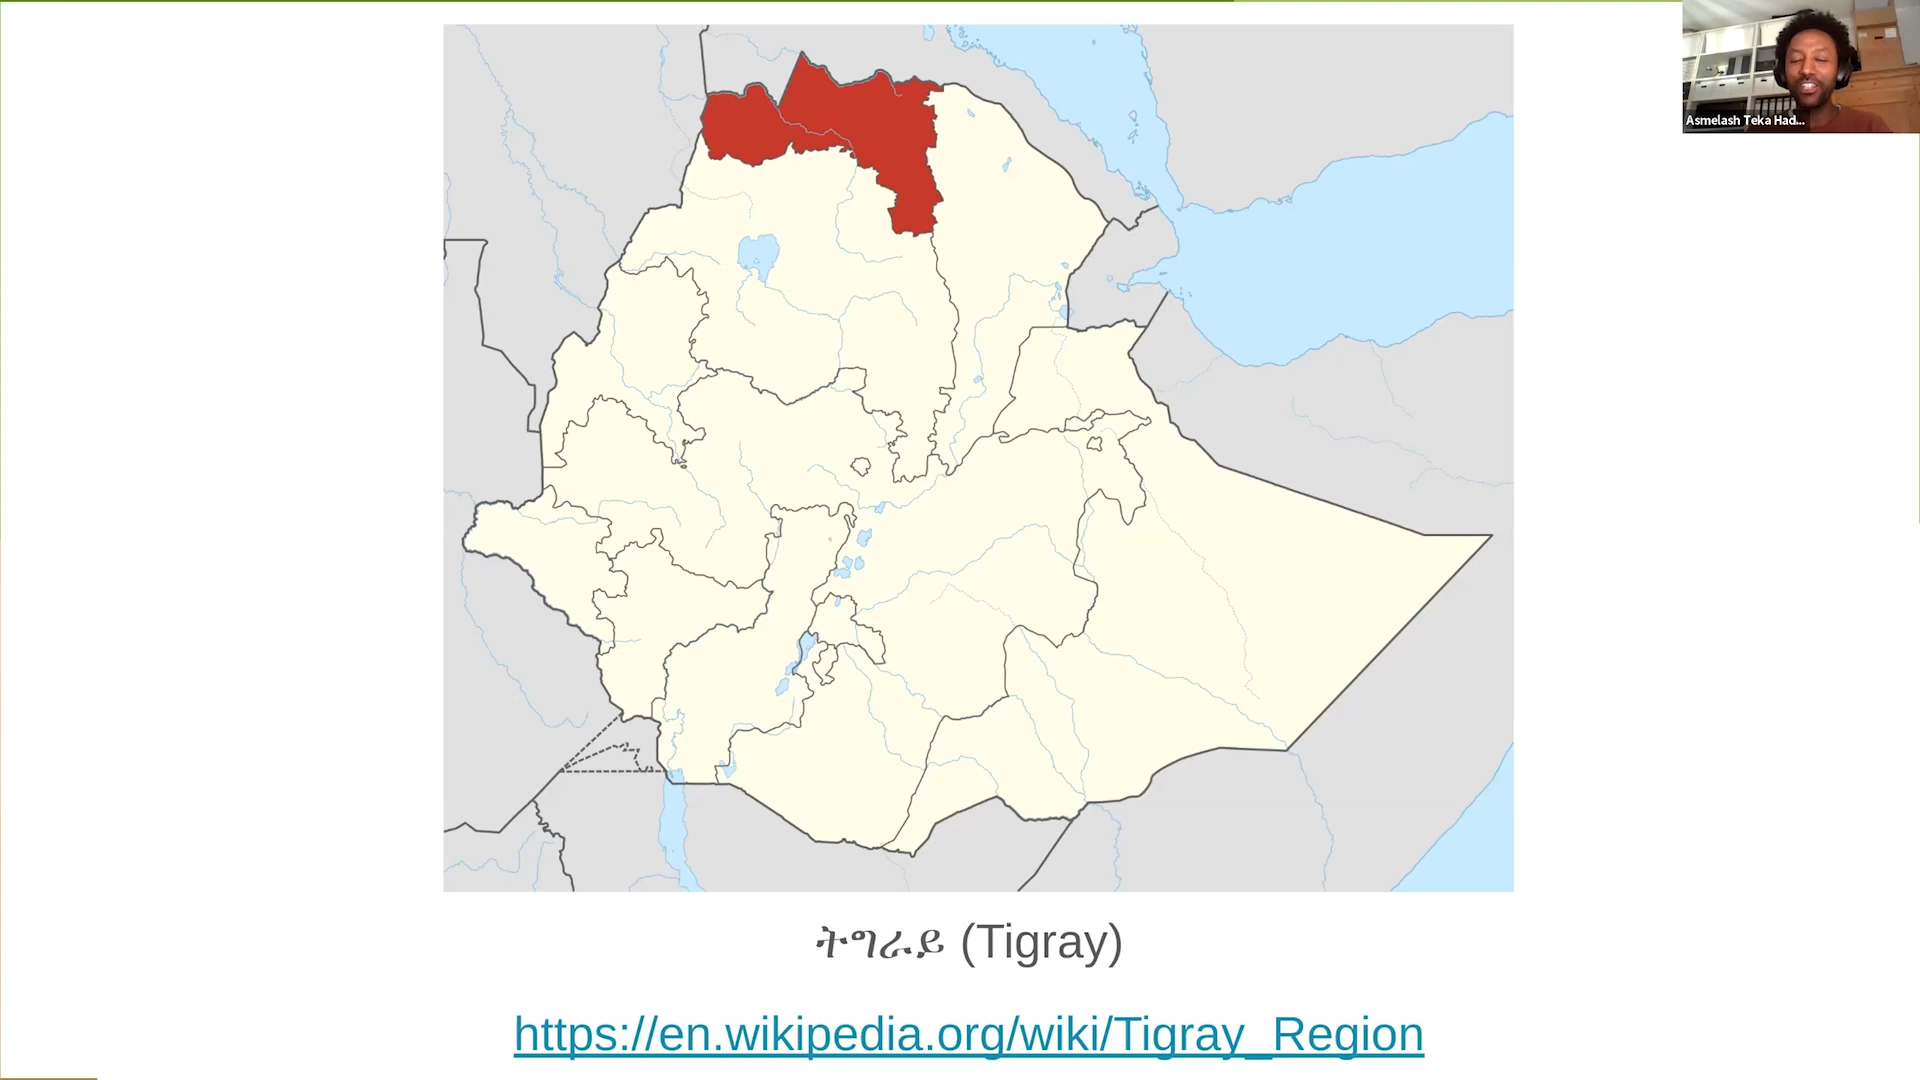 Asmelash Teka Had...
ትግራይ (Tigray)
https://en.wikipedia.org/wiki/Tigray_Region